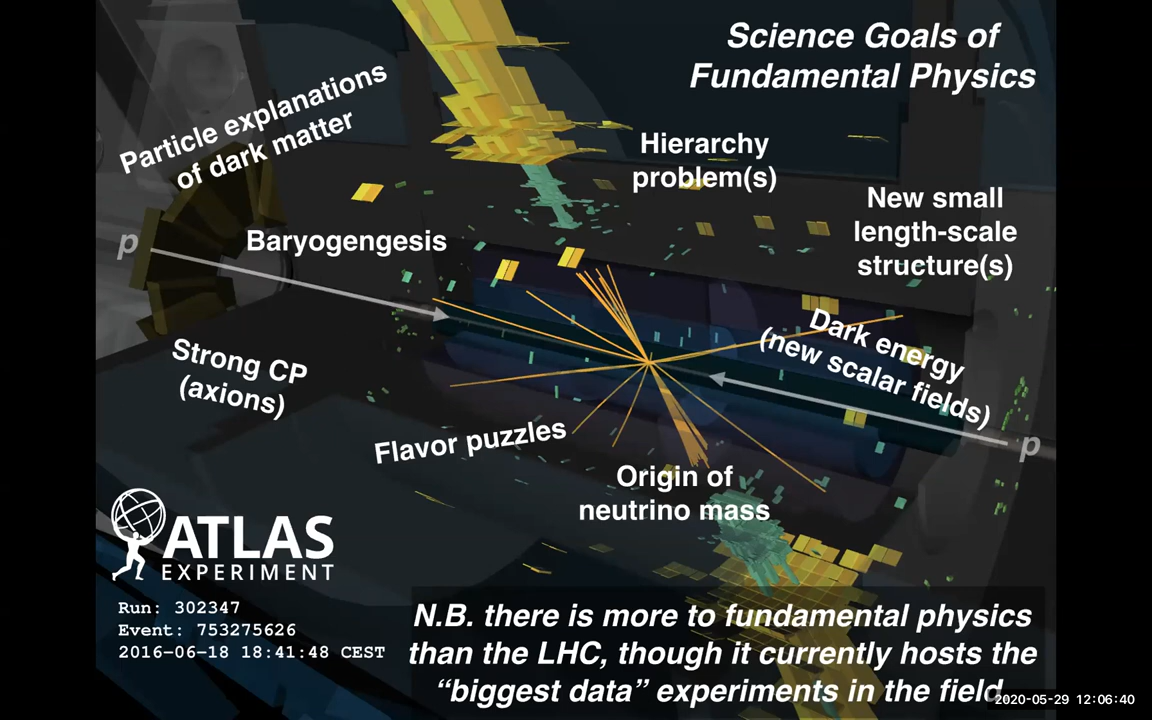 Science Goals of
Fundamental Physics
Particle explanations
of dark matter
Hierarchy
problem(s)
New small
length-scale
structure(s)
Baryogengesis
p
Dark energy
(new scalar fields)
Strong CP
(axions)
Flavor puzzles
p
Origin of
neutrino mass
ATLAS
EXPERIMENT
Run: 302347
Event: 753275626
2016-06-18 18:41:48 CEST
N.B. there is more to fundamental physics
than the LHC, though it currently hosts the
“biggest data” experiments in the field
2020-05-29 12:06:40